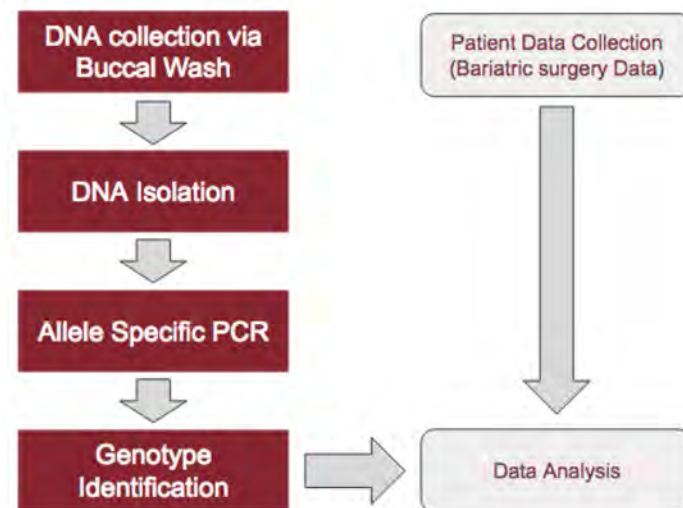 DNA collection via
Buccal Wash
Patient Data Collection
(Bariatric surgery Data)
DNA Isolation
Allele Specific PCR
Genotype
Identification
Data Analysis